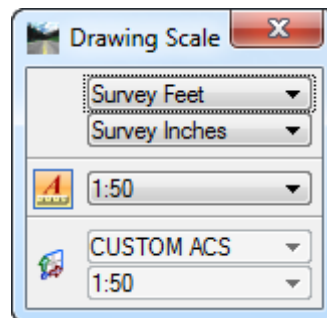 Drawing Scale
Survey Feet
Survey Inches
A
1:50
CUSTOM ACS
1:50